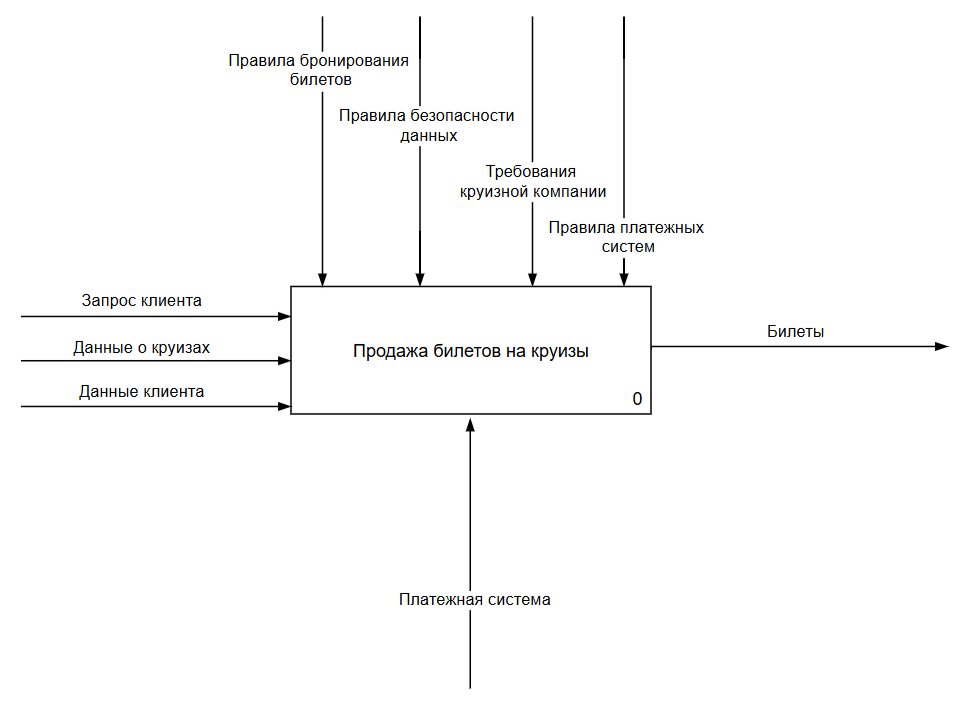 Правила бронирования
билетов
Правила безопасности
данных
Требования
круизной компании
Правила платежных
систем
Запрос клиента
Данные о круизах
Данные клиента
Продажа билетов на круизы
0
Билеты
Платежная система